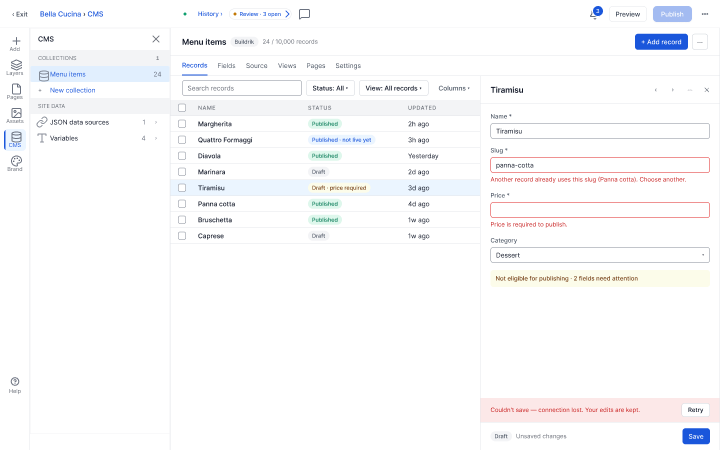 ‹ Exit
Bella Cucina › CMS
History ›
Review · 3 open
3
Preview
Publish
Add
Layers
Pages
Assets
CMS
Brand
Help
CMS
COLLECTIONS 1
Menu items 24
+ New collection
SITE DATA
JSON data sources 1
Variables 4
Menu items Buildrik 24 / 10,000 records
+ Add record
Records Fields Source Views Pages Settings
Search records
Status: All
View: All records
Columns
NAME STATUS UPDATED
Margherita Published 2h ago
Quattro Formaggi Published · not live yet 3h ago
Diavola Published Yesterday
Marinara Draft 2d ago
Tiramisu Draft · price required 3d ago
Panna cotta Published 4d ago
Bruschetta Published 1w ago
Caprese Draft 1w ago
Tiramisu
Name *
Tiramisu
Slug *
panna-cotta
Another record already uses this slug (Panna cotta). Choose another.
Price *
Price is required to publish.
Category
Dessert
Not eligible for publishing · 2 fields need attention
Couldn't save — connection lost. Your edits are kept.
Retry
Draft Unsaved changes
Save